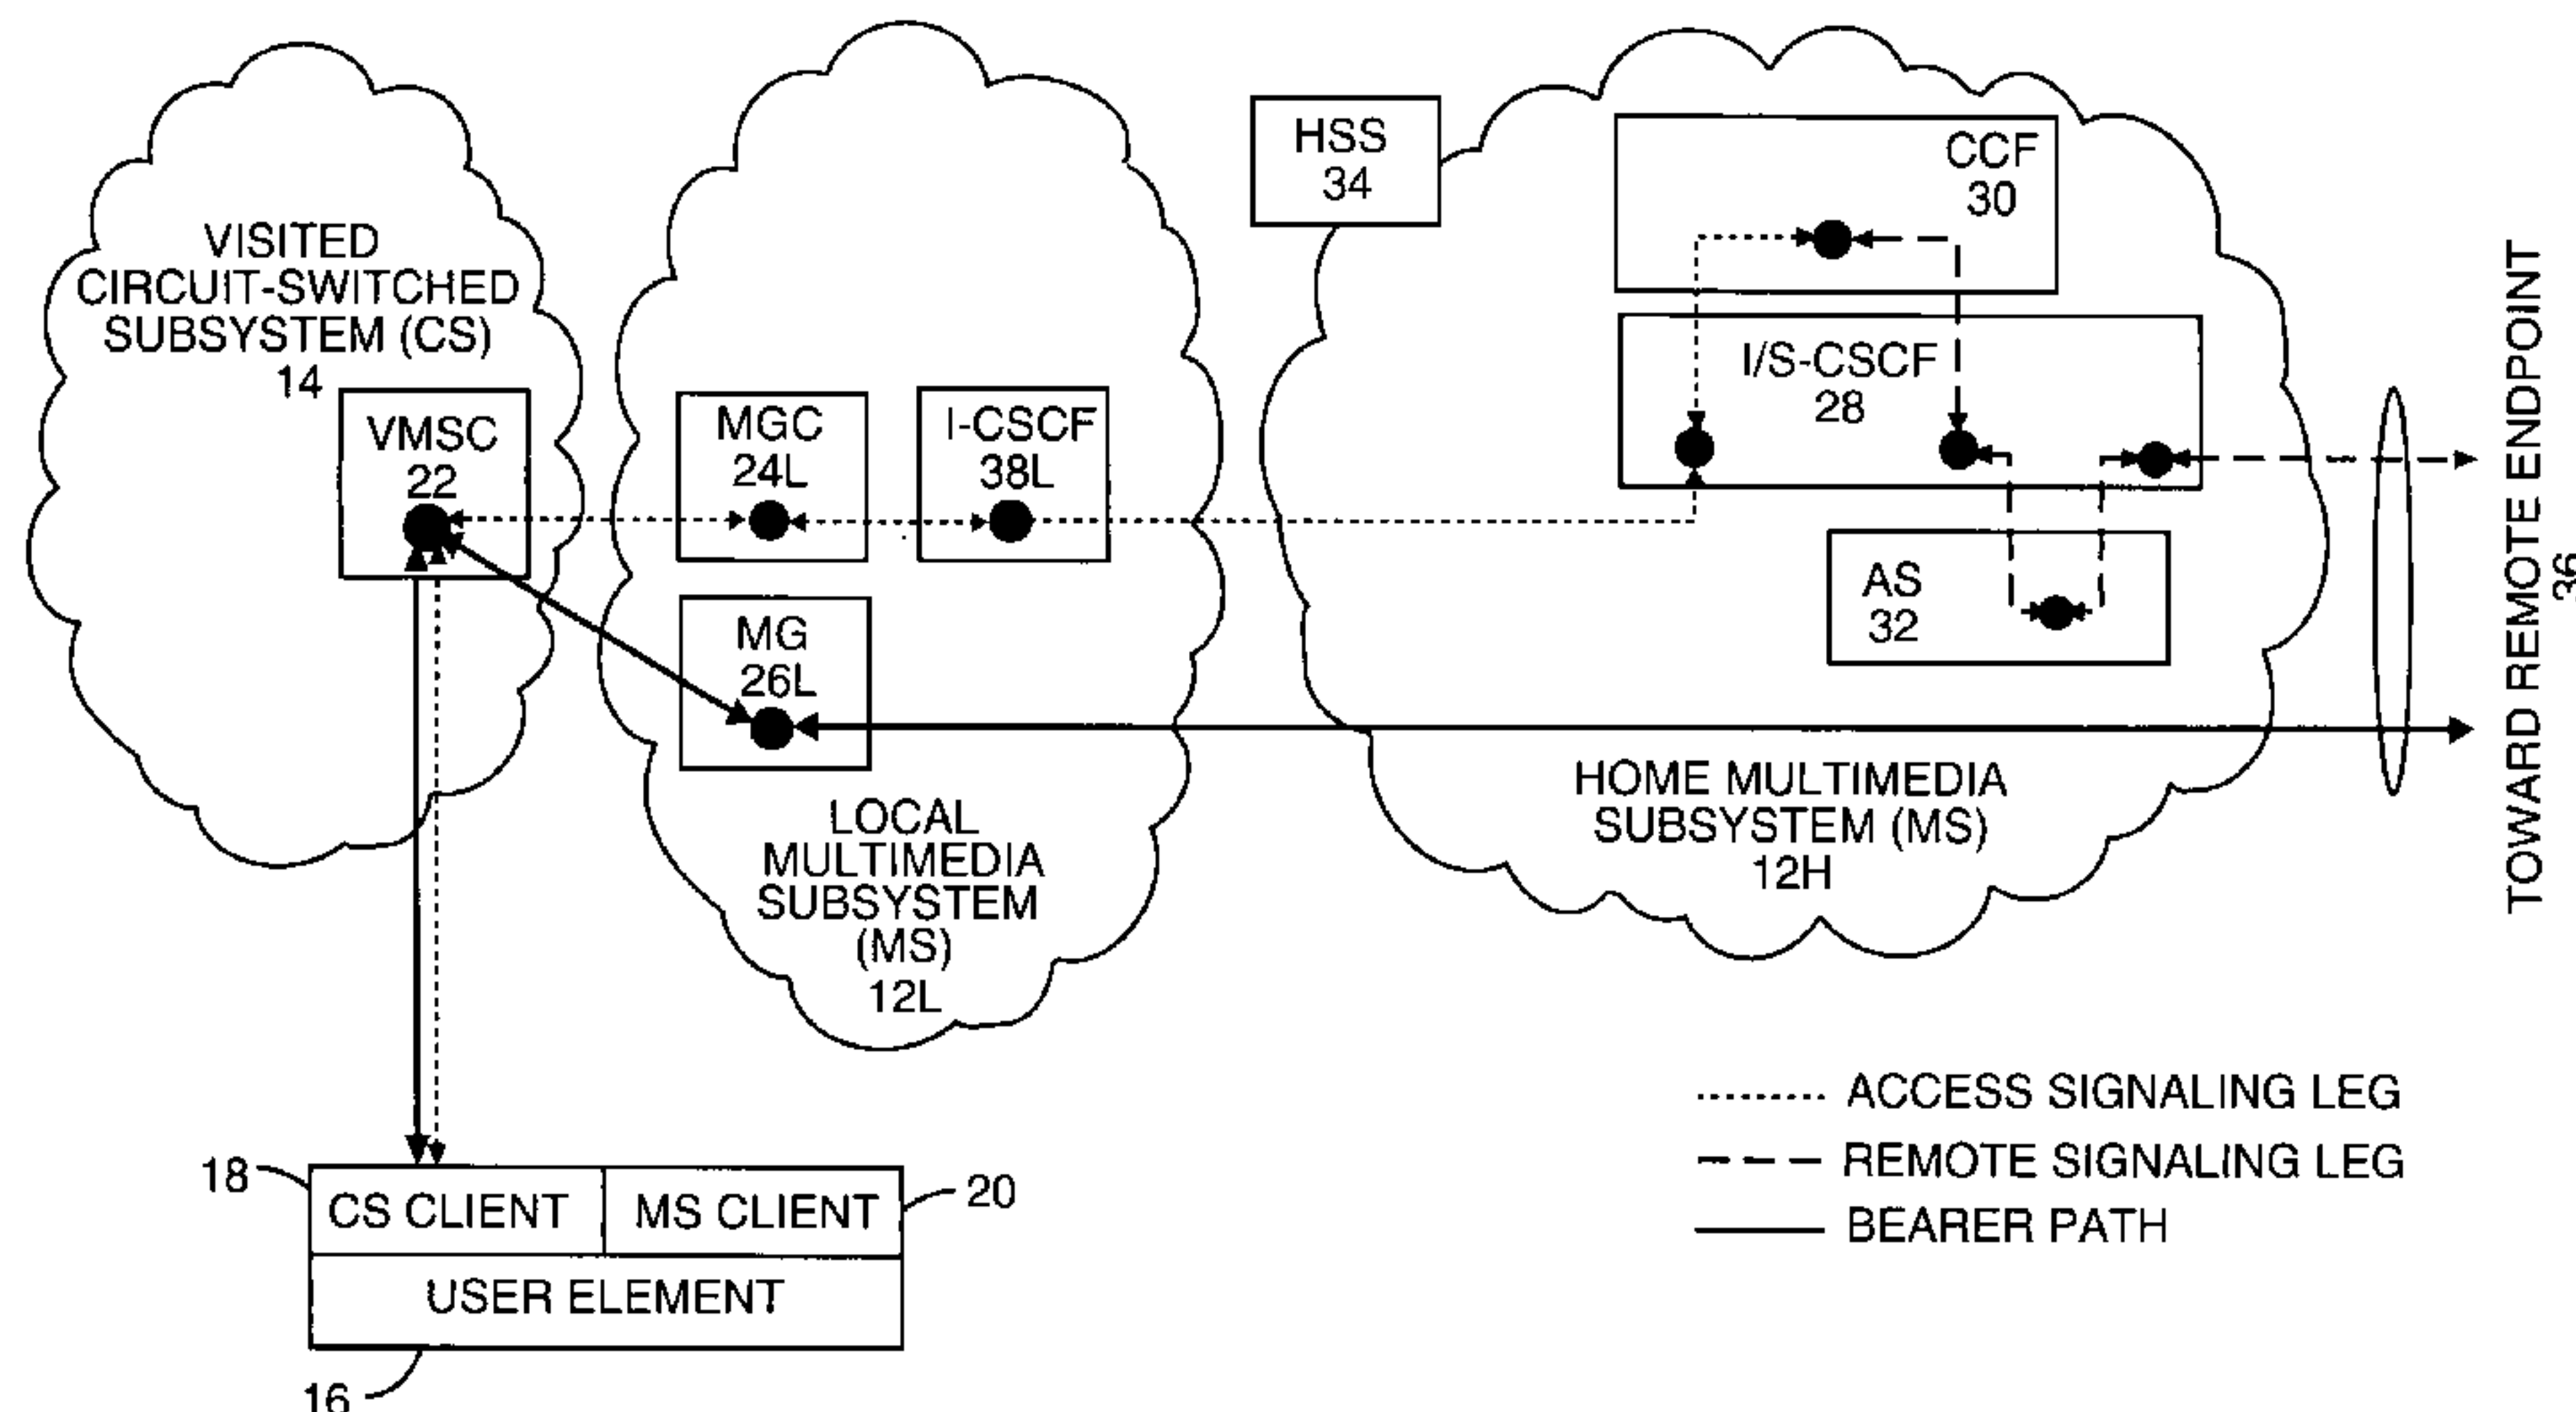 VISITED
CIRCUIT-SWITCHED
SUBSYSTEM (CS)
14
VMSC
22
MGC
24L
I-CSCF
38L
MG
26L
LOCAL
MULTIMEDIA
SUBSYSTEM
(MS)
12L
HSS
34
CCF
30
I/S-CSCF
28
AS
32
HOME MULTIMEDIA
SUBSYSTEM (MS)
12H
TOWARD REMOTE ENDPOINT
36
18
CS CLIENT
MS CLIENT
20
USER ELEMENT
16
ACCESS SIGNALING LEG
REMOTE SIGNALING LEG
BEARER PATH